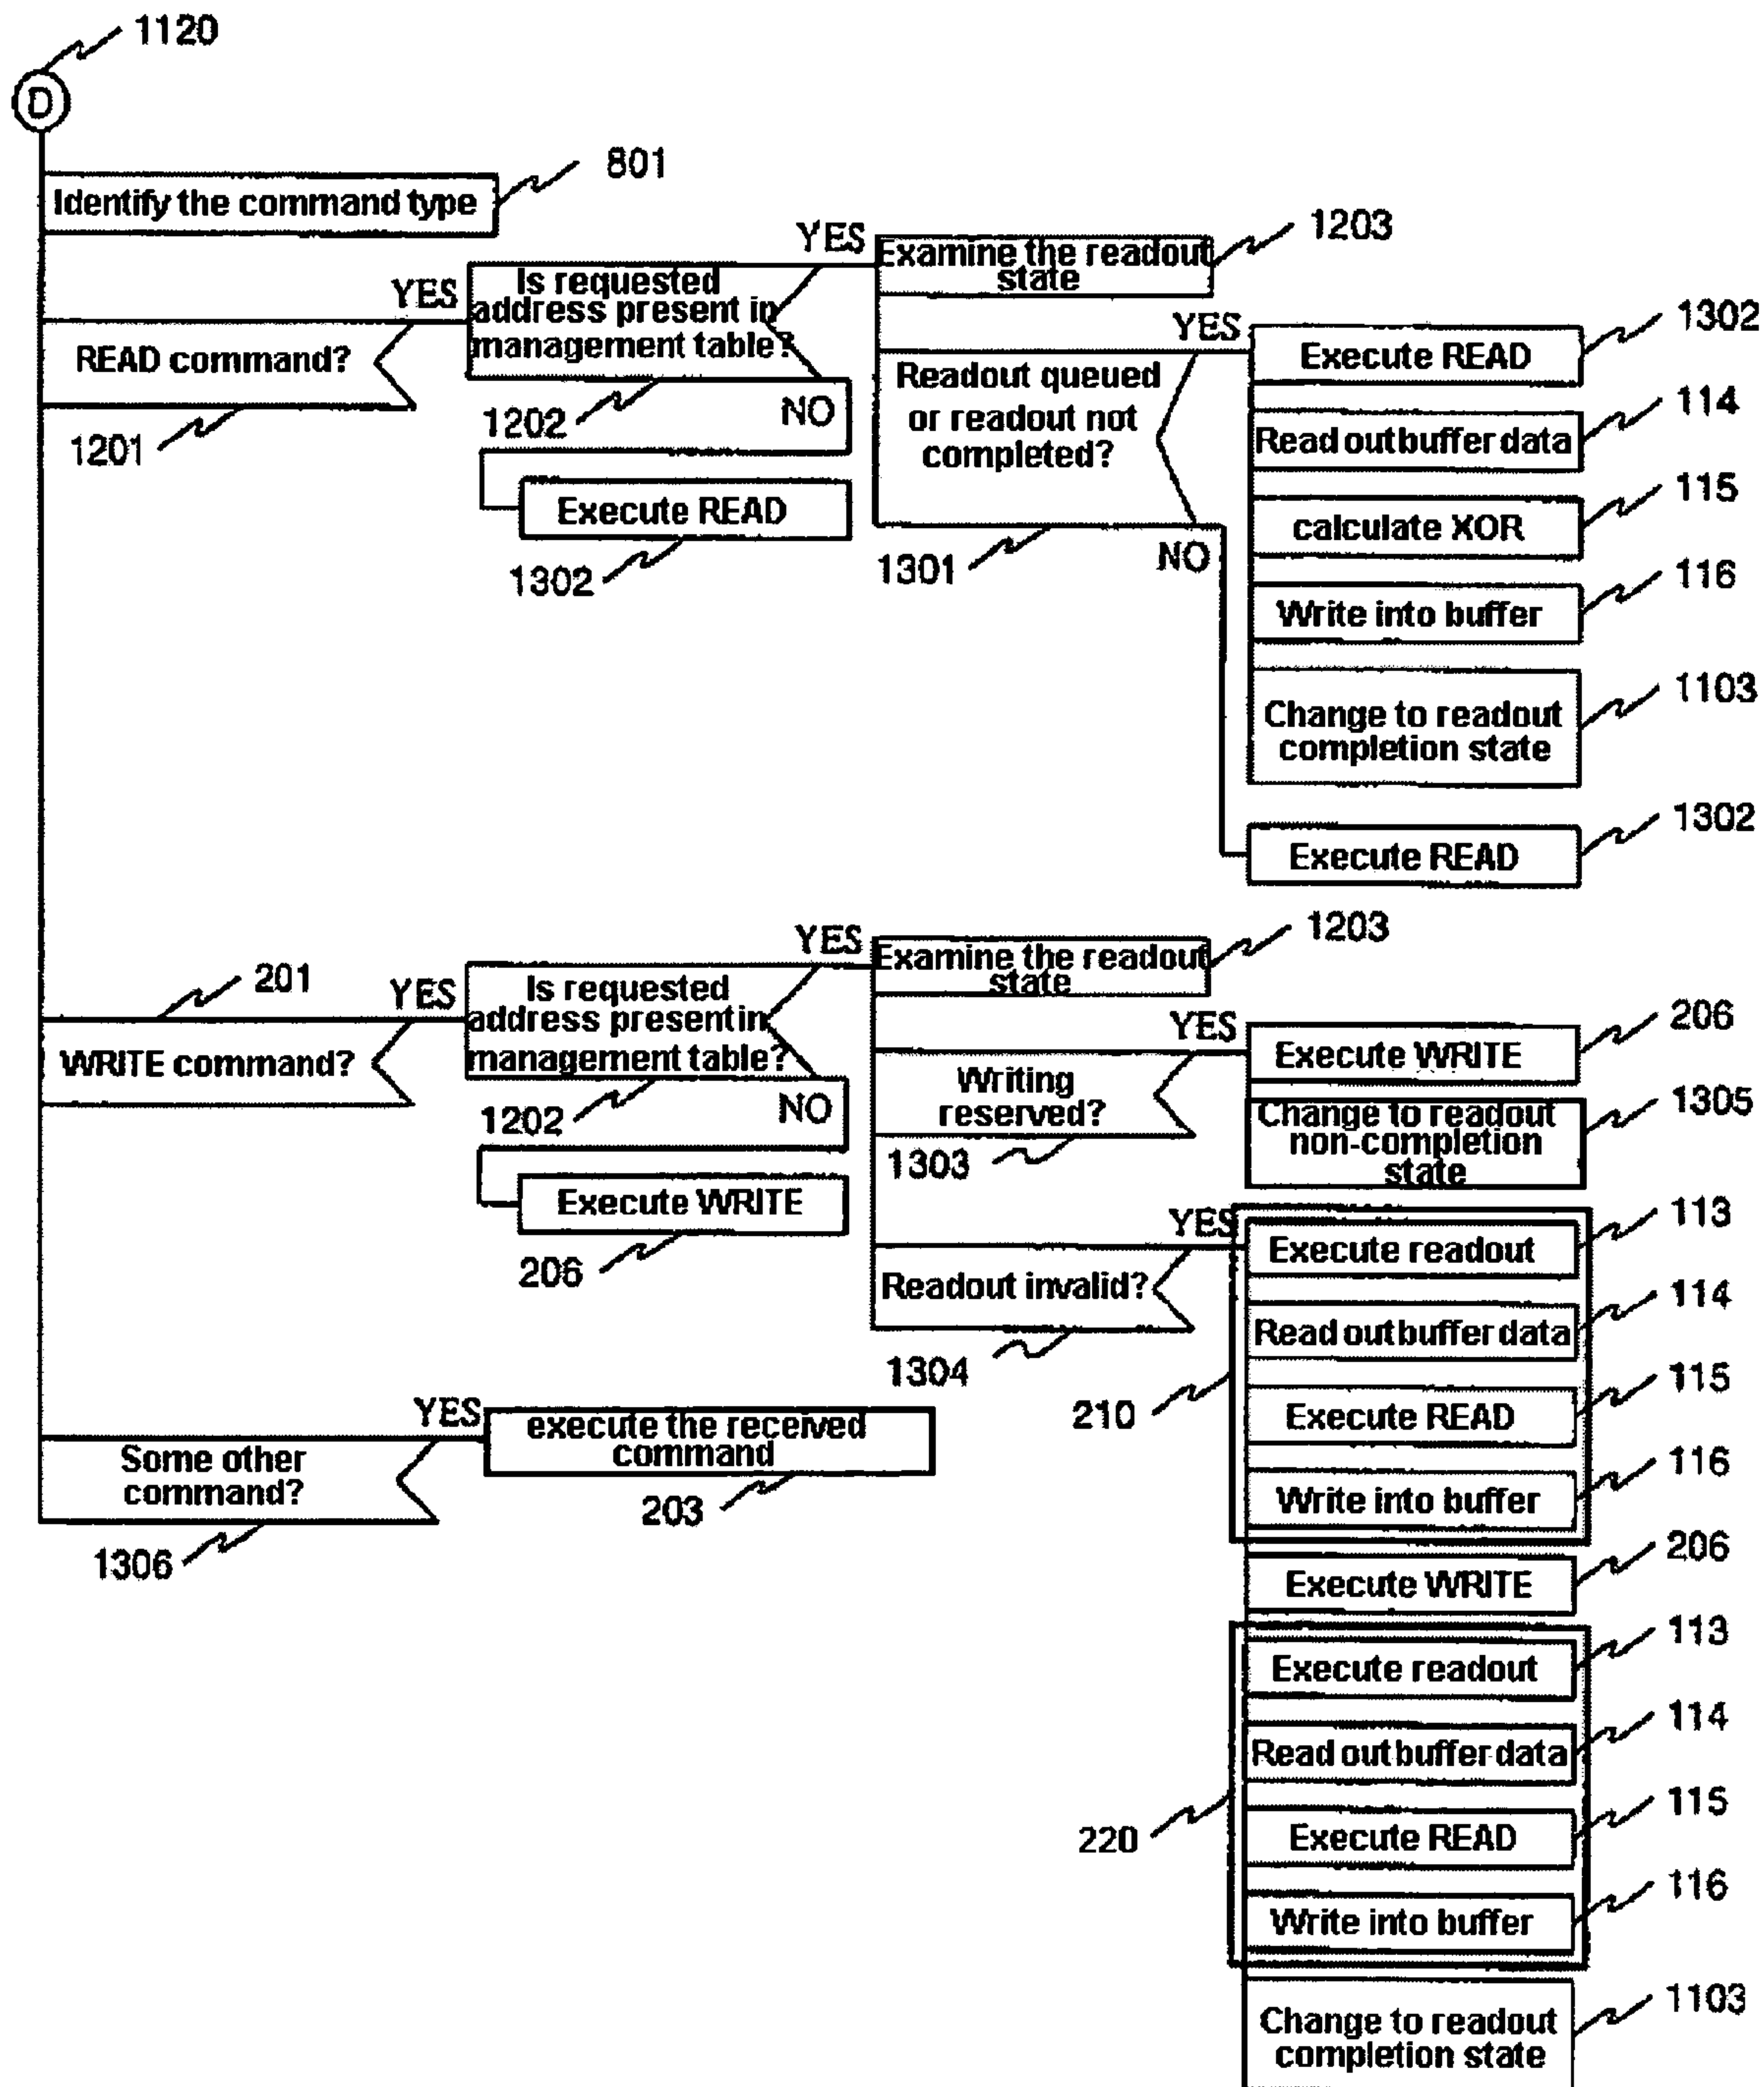 1120
D
801
Identify the command type
YES
1203
Examine the readout
state
YES
Is requested
address present in
management table?
READ command?
1201
1202
NO
Execute READ
1302
YES
Readout queued
or readout not
completed?
1301
NO
1302
Execute READ
114
Read out buffer data
115
calculate XOR
116
Write into buffer
1103
Change to readout
completion state
1302
Execute READ
201
YES
WRITE command?
YES
Is requested
address present in
management table?
1202
NO
Execute WRITE
206
1203
Examine the readout
state
YES
Writing
reserved?
1303
206
Execute WRITE
1305
Change to readout
non-completion
state
YES
Readout invalid?
1304
210
113
Execute readout
114
Read out buffer data
115
Execute READ
116
Write into buffer
YES
Some other
command?
1306
execute the received
command
203
206
Execute WRITE
220
113
Execute readout
114
Read out buffer data
115
Execute READ
116
Write into buffer
1103
Change to readout
completion state